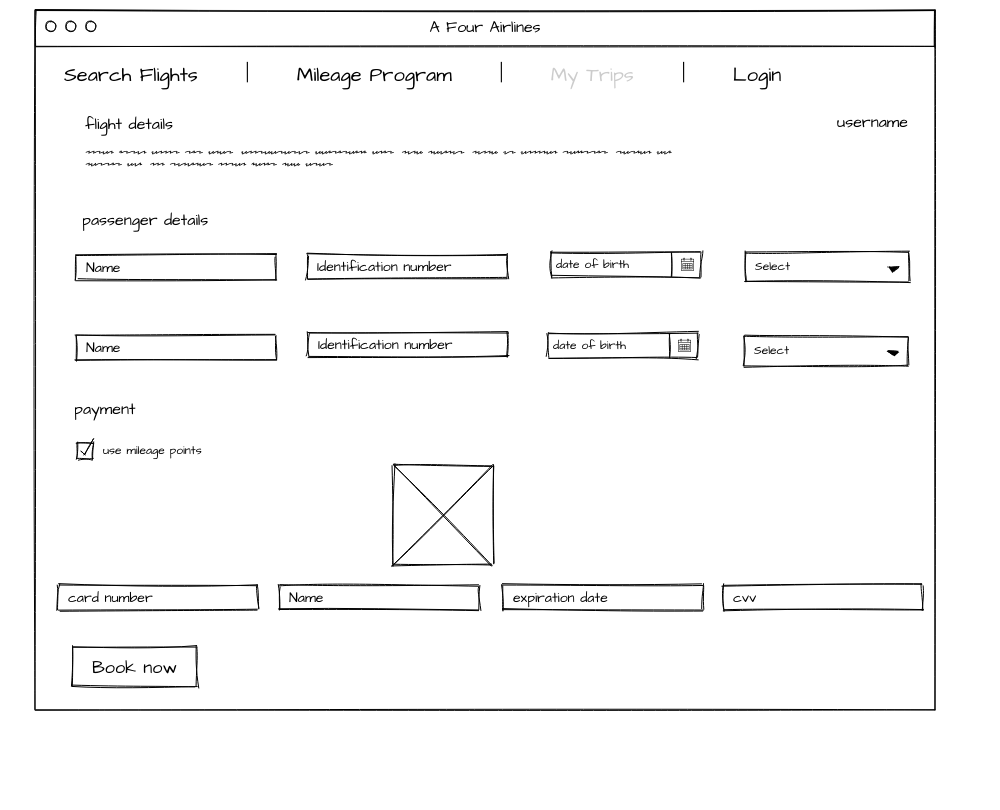 A Four Airlines
Search Flights | Mileage Program | My Trips | Login
flight details
username
passenger details
Name
Identification number
date of birth
Select
Name
Identification number
date of birth
Select
payment
use mileage points
card number
Name
expiration date
cvv
Book now